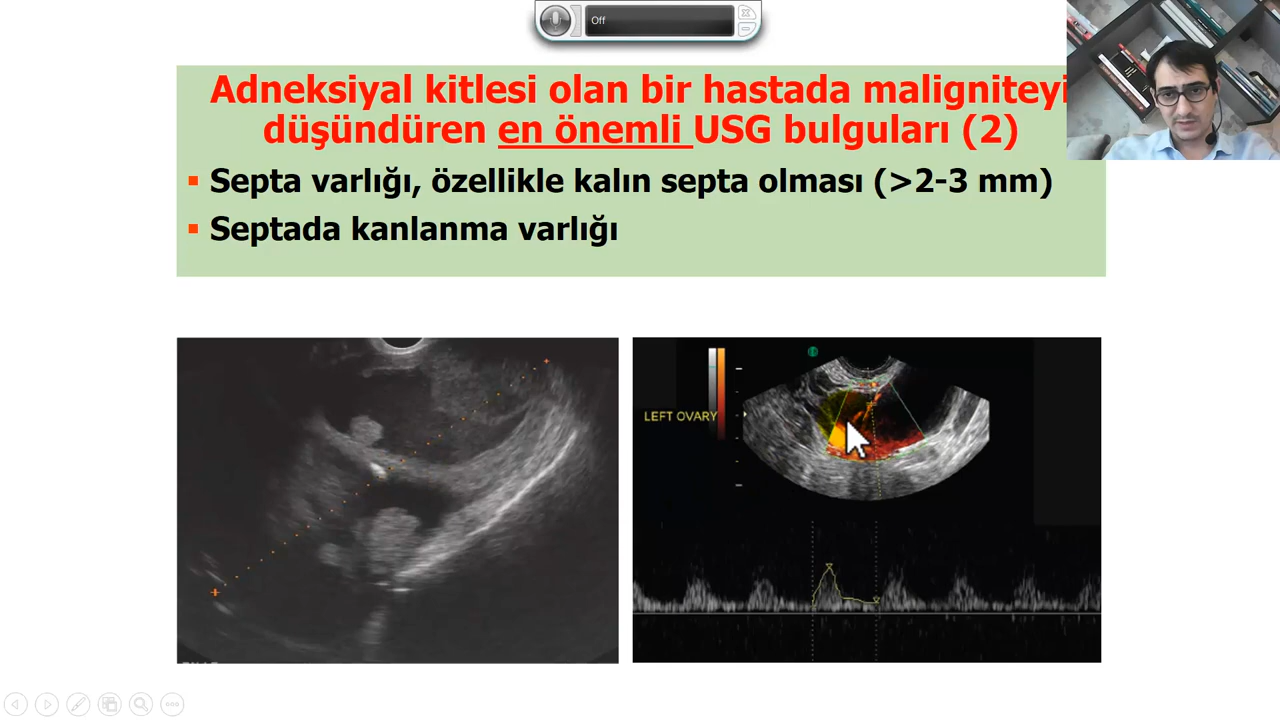 Off
Adneksiyal kitlesi olan bir hastada maligniteyi
düşündüren en önemli USG bulguları (2)
▪ Septa varlığı, özellikle kalın septa olması (>2-3 mm)
▪ Septada kanlanma varlığı
LEFT OVARY